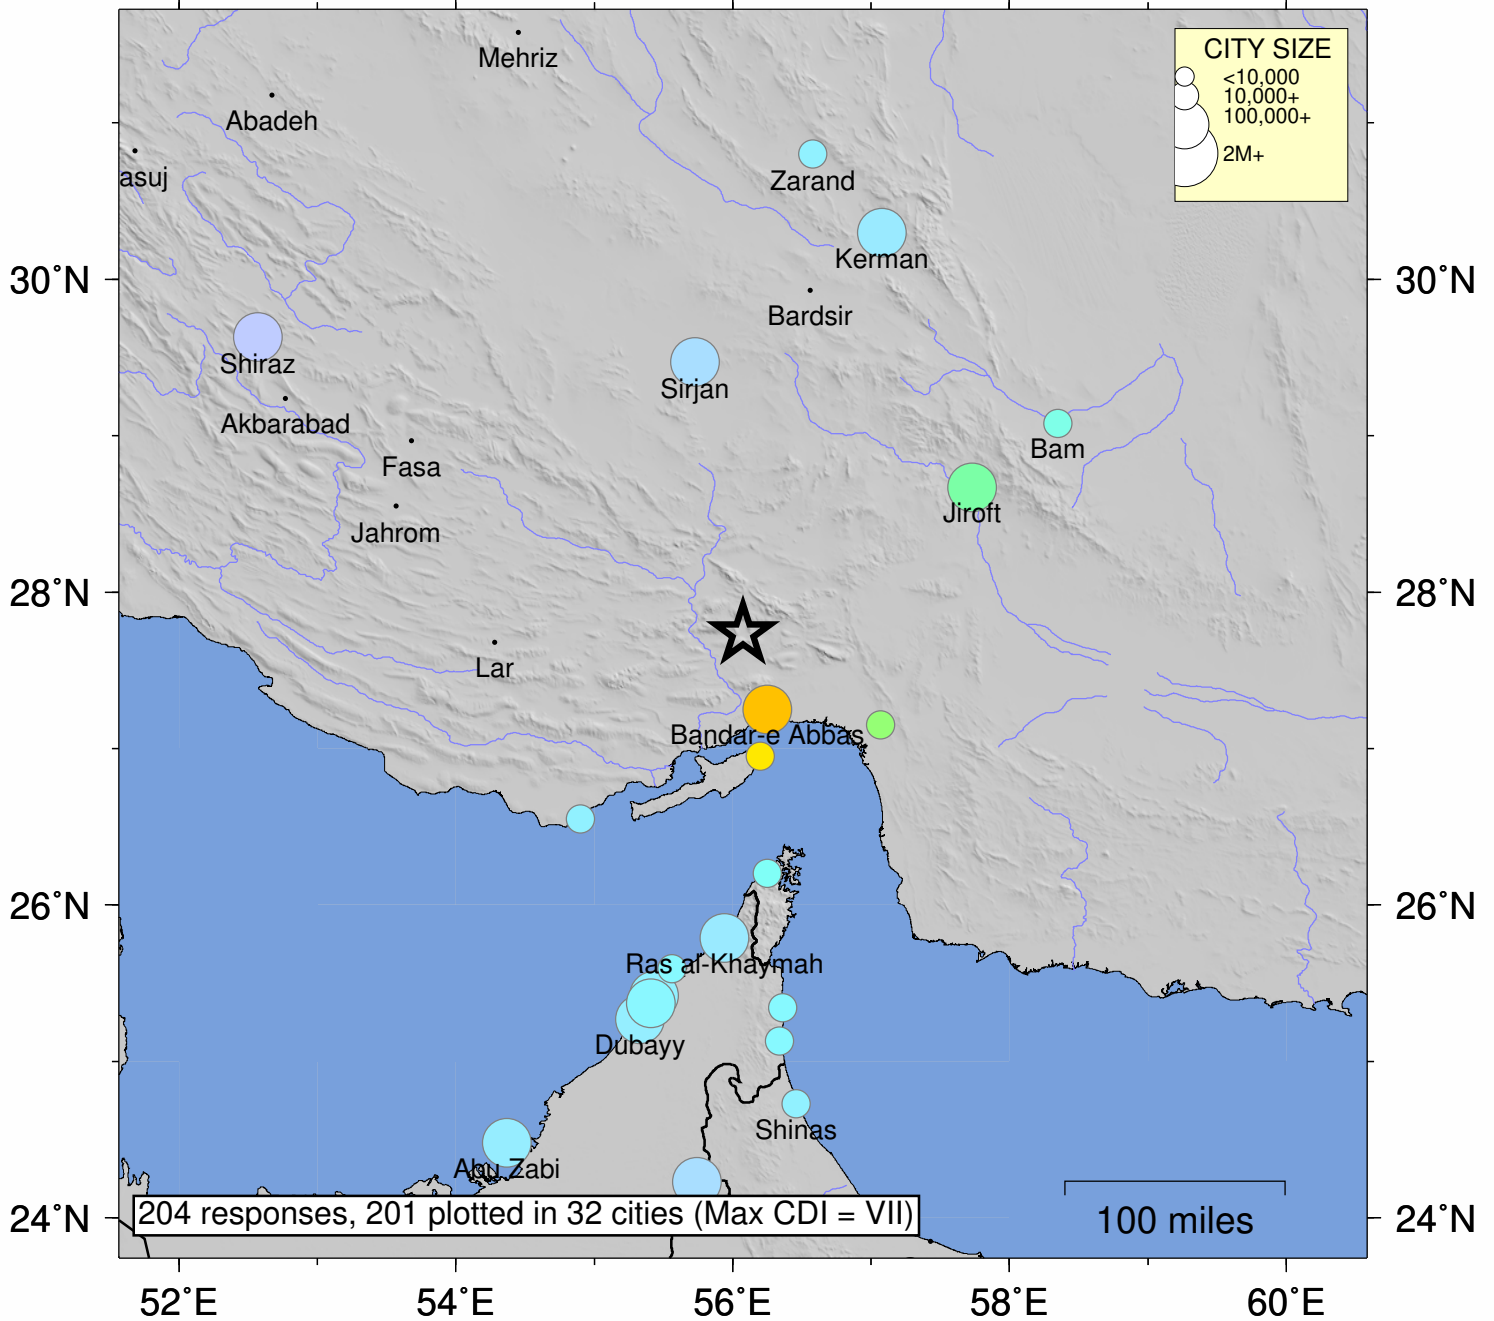 Mehriz
CITY SIZE
<10,000
10,000+
100,000+
2M+
Abadeh
asuj
Zarand
Kerman
30°N
30°N
Bardsir
Shiraz
Sirjan
Akbarabad
Bam
Fasa
Jiroft
Jahrom
28°N
28°N
Lar
Bandar-e Abbas
26°N
26°N
Ras al-Khaymah
Dubayy
Shinas
Abu Zabi
204 responses, 201 plotted in 32 cities (Max CDI = VII)
100 miles
24°N
24°N
52°E
54°E
56°E
58°E
60°E